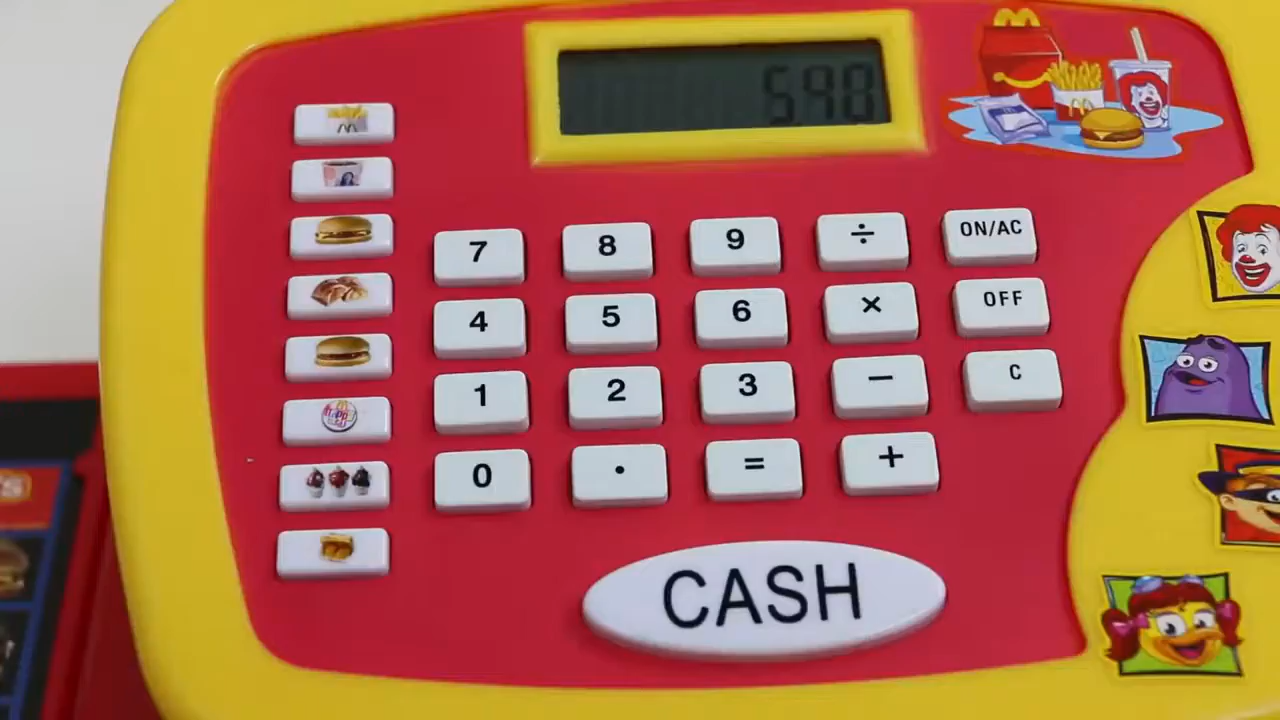 5.98
7 8 9 ÷ ON/AC
4 5 6 × OFF
1 2 3 − C
0 . = +
CASH